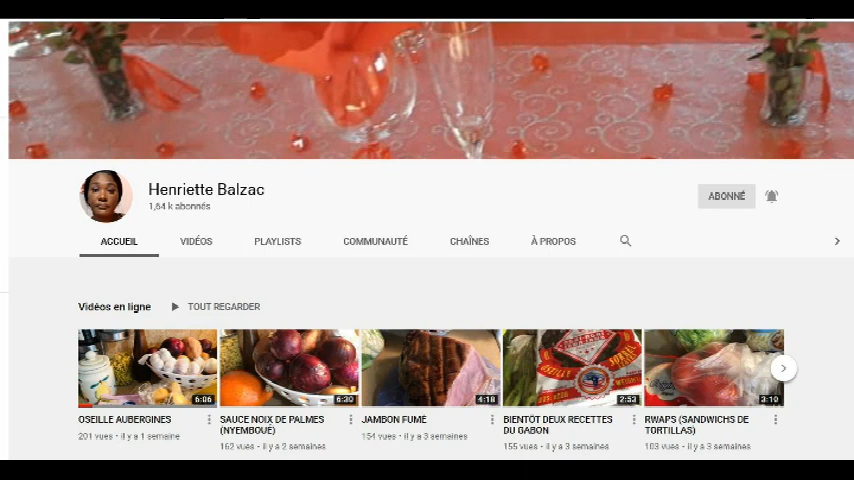 Henriette Balzac
1,64 k abonnés
ABONNÉ
ACCUEIL
VIDÉOS
PLAYLISTS
COMMUNAUTÉ
CHAÎNES
À PROPOS
Vidéos en ligne
TOUT REGARDER
6:06
6:30
4:18
2:53
3:10
OSEILLE AUBERGINES
201 vues • il y a 1 semaine
SAUCE NOIX DE PALMES
(NYEMBOUÉ)
162 vues • il y a 2 semaines
JAMBON FUMÉ
154 vues • il y a 3 semaines
BIENTÔT DEUX RECETTES
DU GABON
155 vues • il y a 3 semaines
RWAPS (SANDWICHS DE
TORTILLAS)
103 vues • il y a 3 semaines